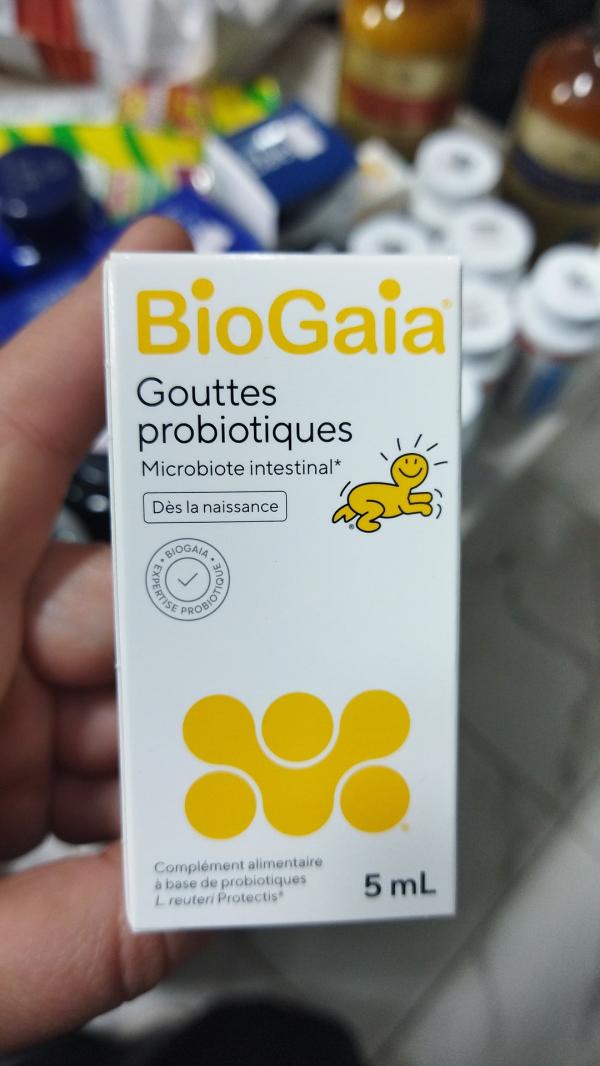 BioGaia®
Gouttes
probiotiques
Microbiote intestinal*
Dès la naissance
• BIOGAIA •
EXPERTISE PROBIOTIQUE
Complément alimentaire
à base de probiotiques
L. reuteri Protectis®
5 mL